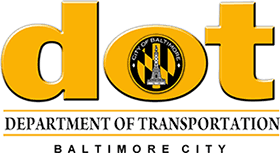 dot
CITY OF BALTIMORE
DEPARTMENT OF TRANSPORTATION
BALTIMORE CITY